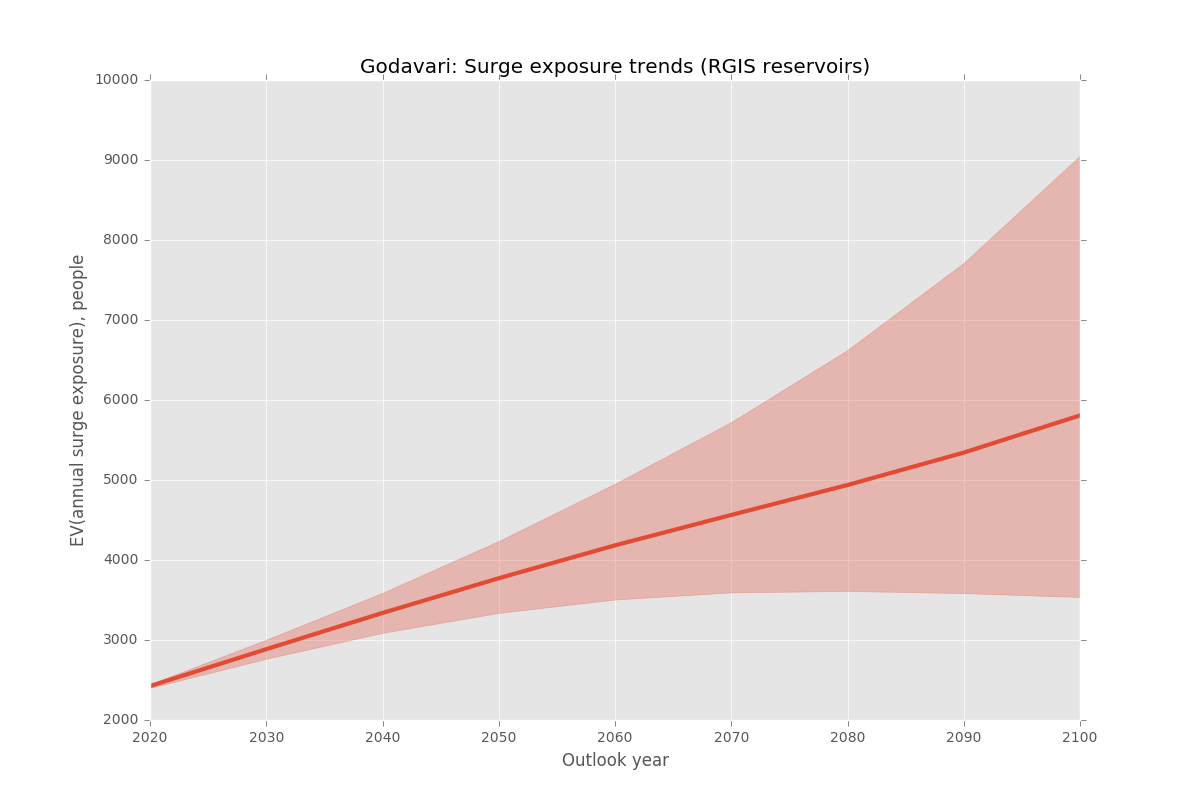 Godavari: Surge exposure trends (RGIS reservoirs)
10000
9000
8000
7000
6000
5000
4000
3000
2000
EV(annual surge exposure), people
2020 2030 2040 2050 2060 2070 2080 2090 2100
Outlook year